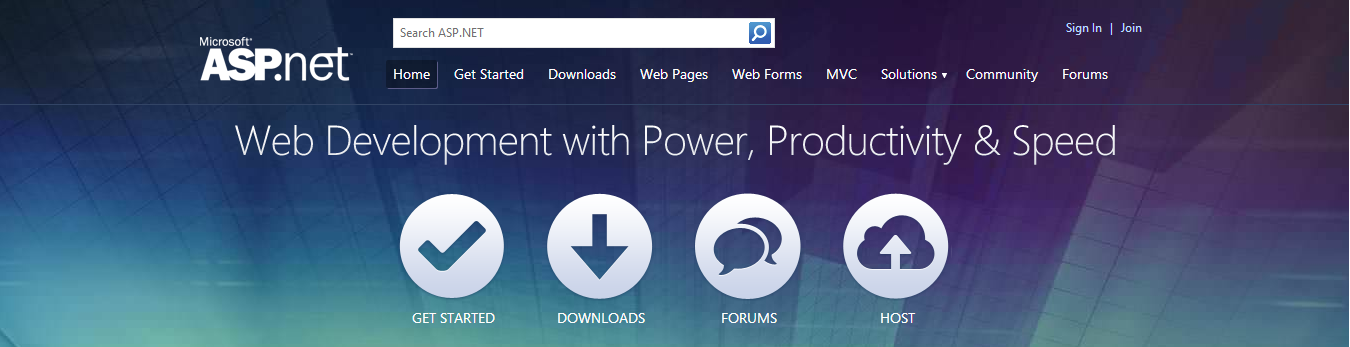 Microsoft®
ASP.net™
Search ASP.NET
Sign In | Join
Home Get Started Downloads Web Pages Web Forms MVC Solutions ▾ Community Forums
Web Development with Power, Productivity & Speed
GET STARTED DOWNLOADS FORUMS HOST